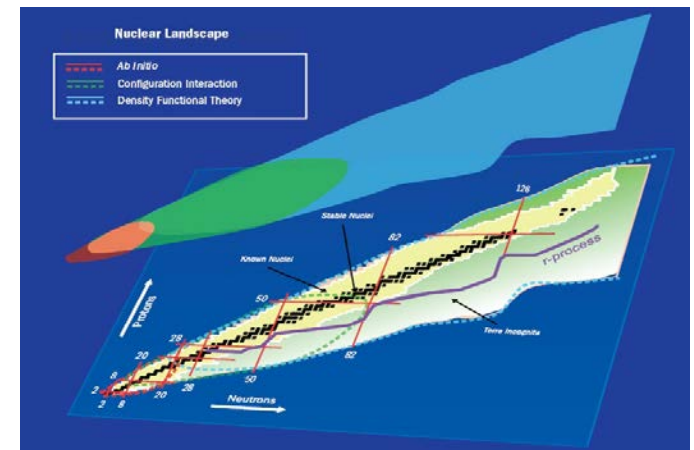 Nuclear Landscape
Ab Initio
Configuration Interaction
Density Functional Theory
126
Stable Nuclei
82
r-process
Known Nuclei
50
Protons
Terra Incognita
28
82
20
50
8
28
2
20
2
8
Neutrons